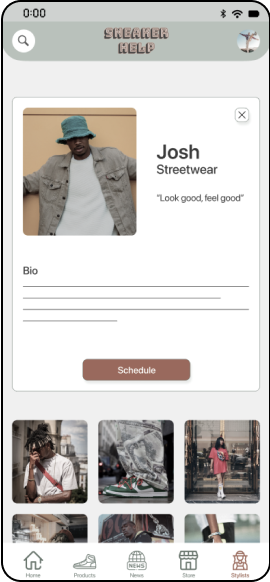 0:00
SNEAKER
HELP
Josh
Streetwear
“Look good, feel good”
Bio
Schedule
NEWS
Home Products News Store Stylists